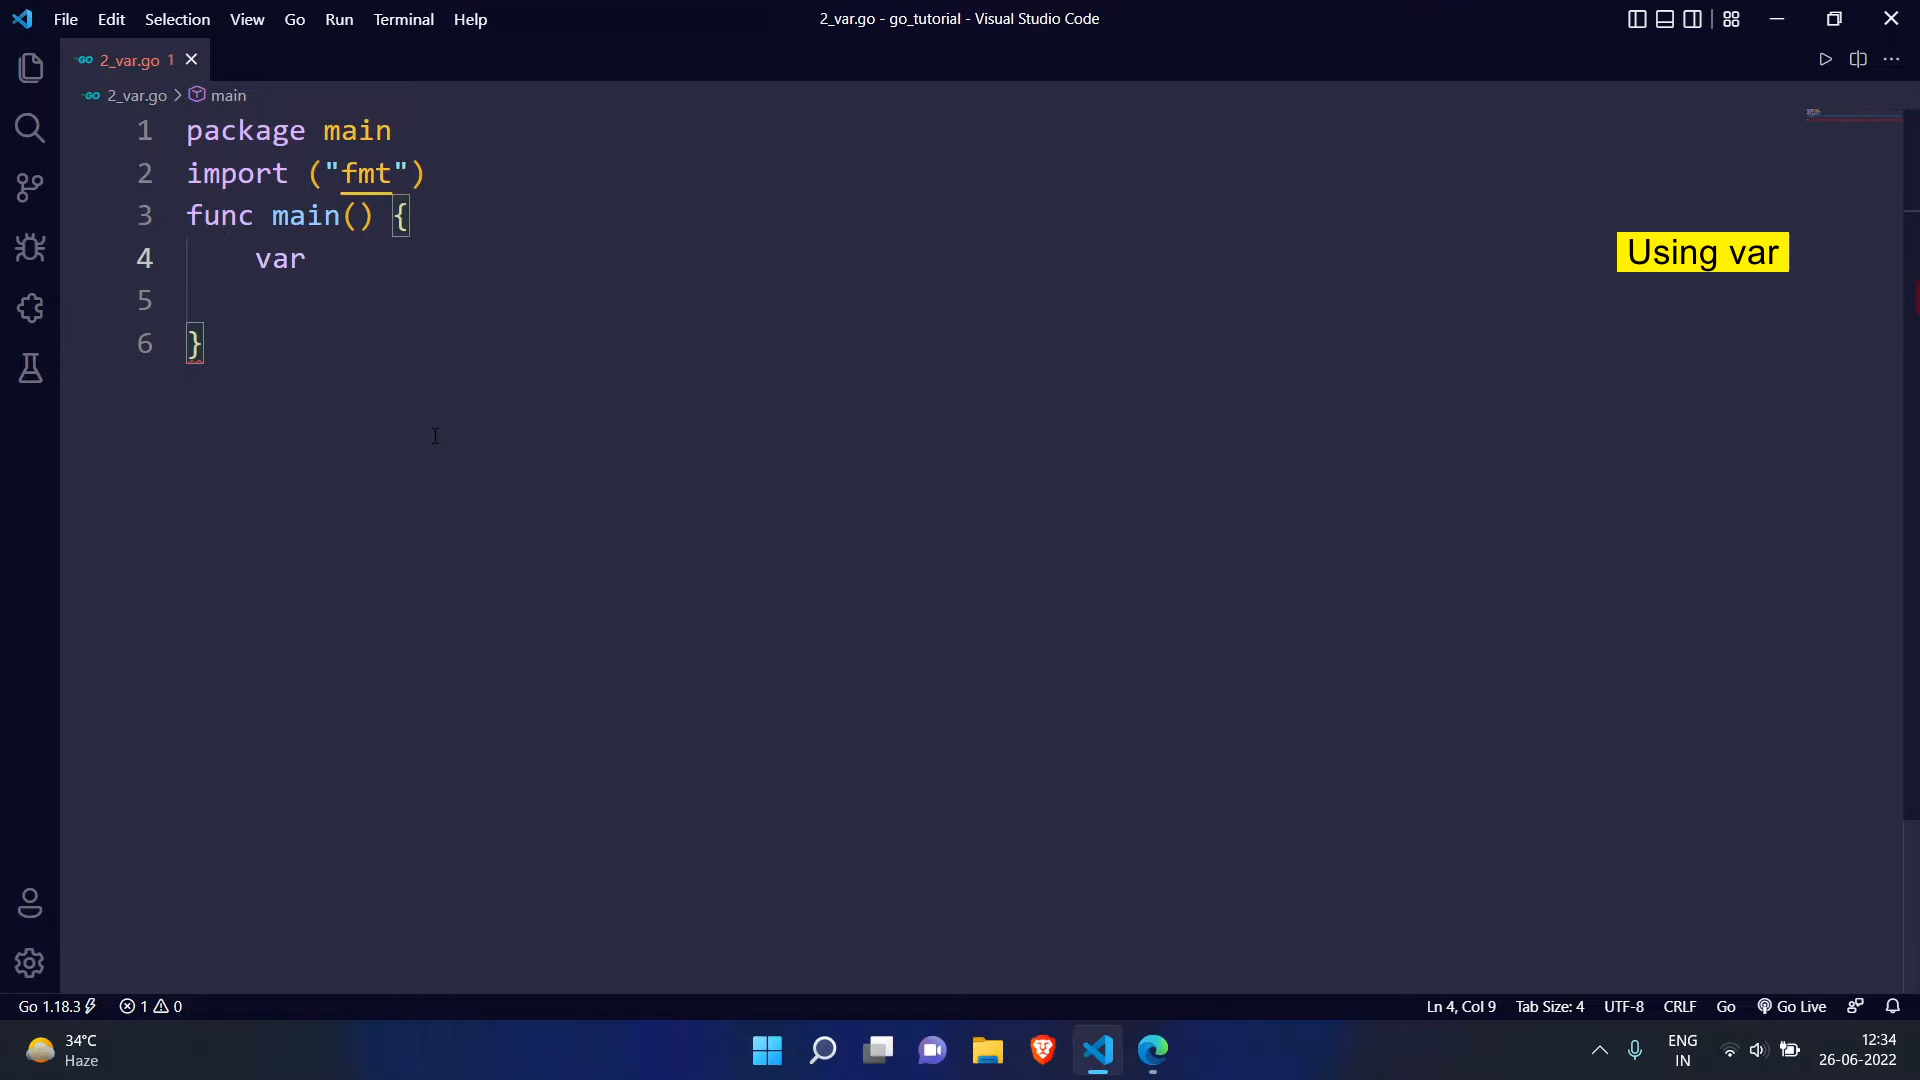 File Edit Selection View Go Run Terminal Help
2_var.go - go_tutorial - Visual Studio Code
GO 2_var.go 1
GO 2_var.go > main
1 package main
2 import ("fmt")
3 func main() {
4 var
Using var
5
6 }
Go 1.18.3 1 0
Ln 4, Col 9 Tab Size: 4 UTF-8 CRLF Go Go Live
34°C
Haze
ENG
IN
12:34
26-06-2022